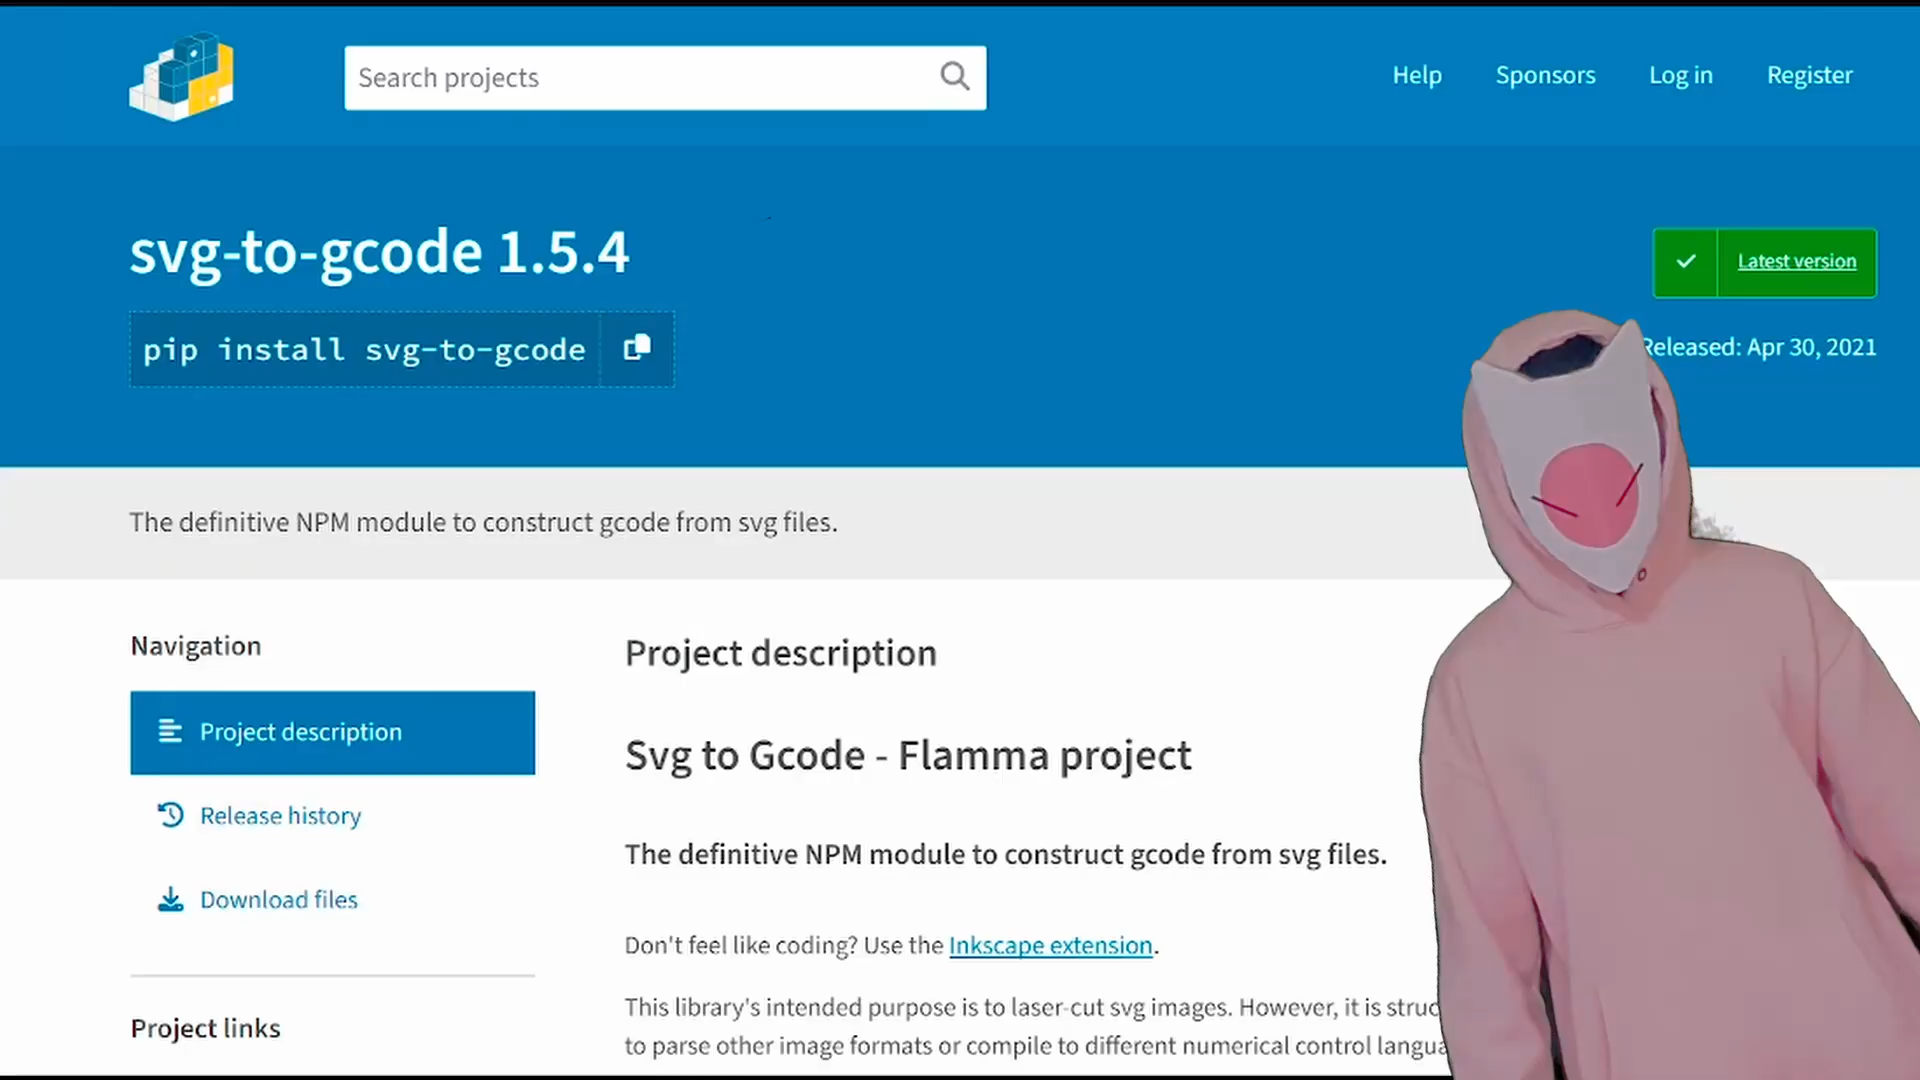 Search projects
Help
Sponsors
Log in
Register
svg-to-gcode 1.5.4
pip install svg-to-gcode
Latest version
Released: Apr 30, 2021
The definitive NPM module to construct gcode from svg files.
Navigation
Project description
Release history
Download files
Project links
Project description
Svg to Gcode - Flamma project
The definitive NPM module to construct gcode from svg files.
Don't feel like coding? Use the Inkscape extension.
This library's intended purpose is to laser-cut svg images. However, it is
to parse other image formats or compile to different numerical control